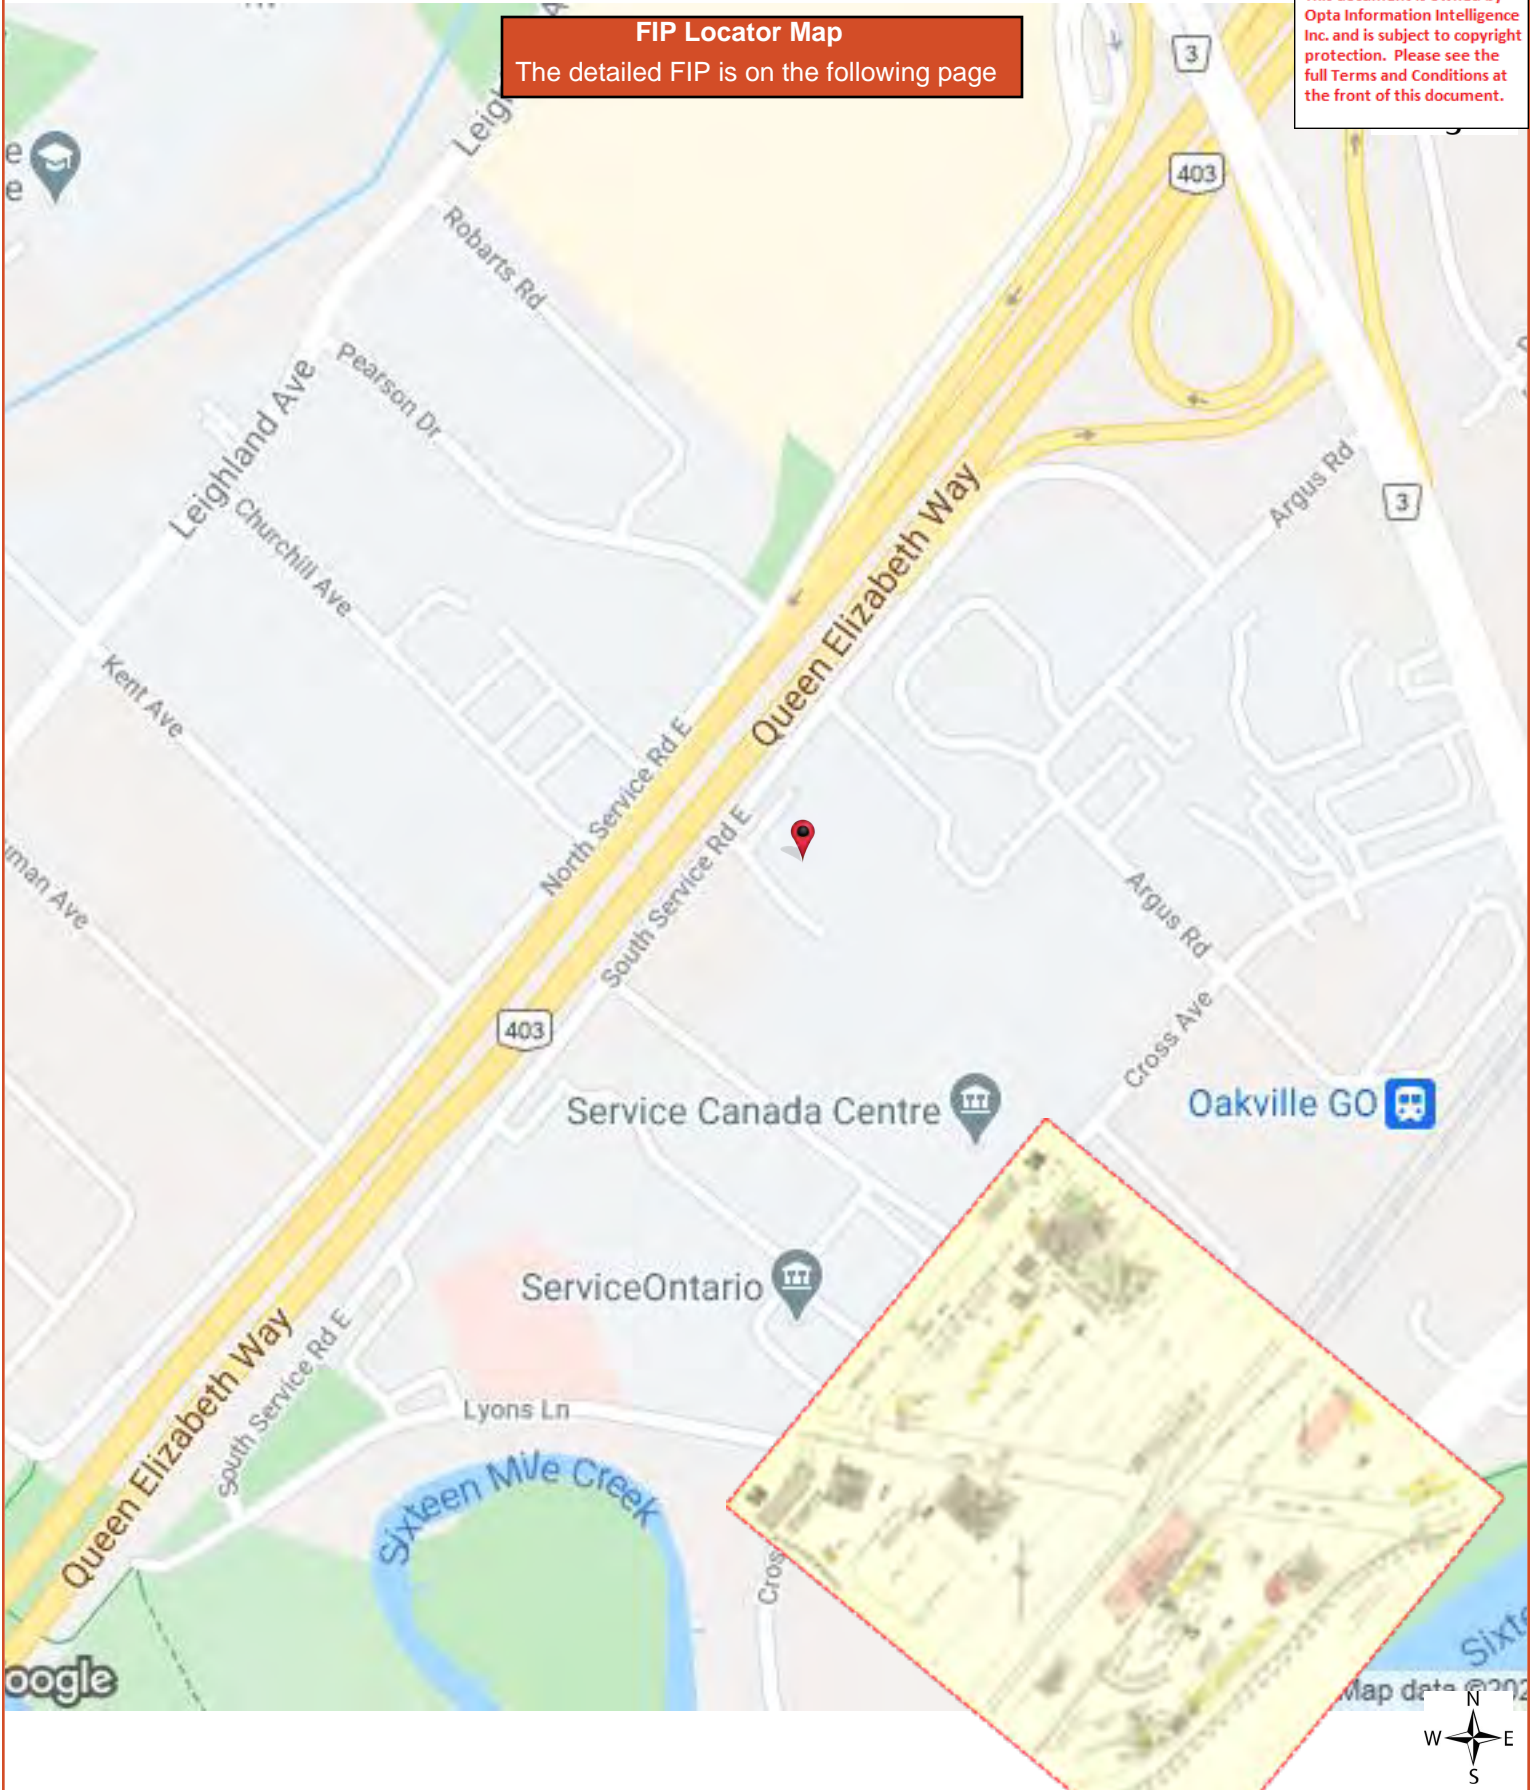 FIP Locator Map
The detailed FIP is on the following page
Opta Information Intelligence
Inc. and is subject to copyright
protection. Please see the
full Terms and Conditions at
the front of this document.
3
403
Robarts Rd
Pearson Dr
Leighland Ave
Churchill Ave
Kent Ave
Argus Rd
3
Queen Elizabeth Way
North Service Rd E
South Service Rd E
Argus Rd
403
Cross Ave
Service Canada Centre
Oakville GO
ServiceOntario
Queen Elizabeth Way
South Service Rd E
Lyons Ln
Sixteen Mile Creek
Map data
N
W E
S